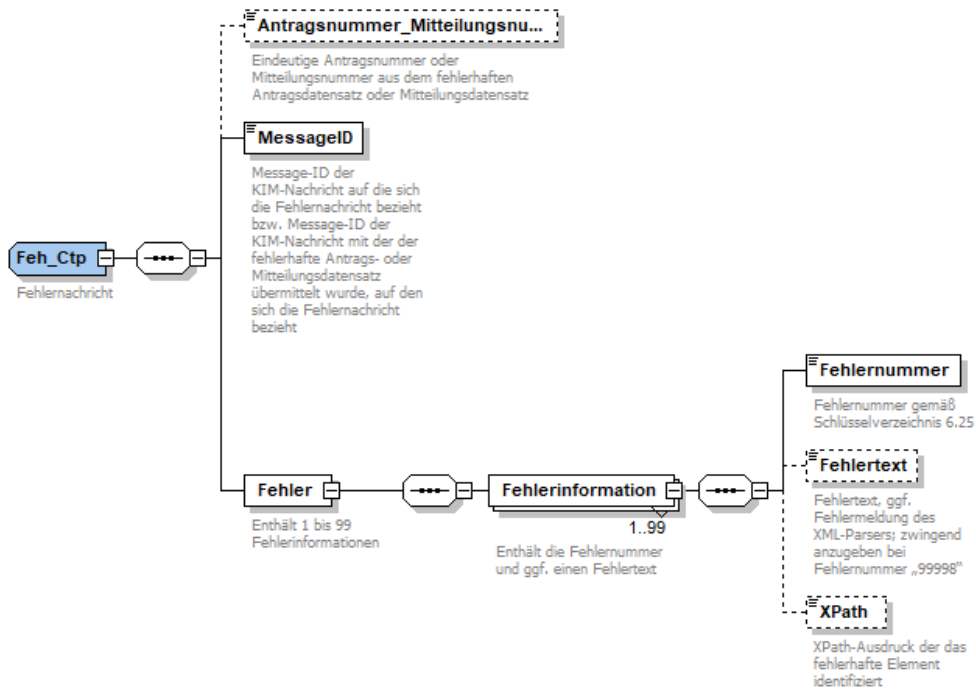 Antragsnummer_Mitteilungsnu...
Eindeutige Antragsnummer oder
Mitteilungsnummer aus dem fehlerhaften
Antragsdatensatz oder Mitteilungsdatensatz
MessageID
Message-ID der
KIM-Nachricht auf die sich
die Fehlernachricht bezieht
bzw. Message-ID der
KIM-Nachricht mit der der
fehlerhafte Antrags- oder
Mitteilungsdatensatz
übermittelt wurde, auf den
sich die Fehlernachricht
bezieht
Feh_Ctp
Fehlernachricht
Fehler
Enthält 1 bis 99
Fehlerinformationen
Fehlerinformation
1..99
Enthält die Fehlernummer
und ggf. einen Fehlertext
Fehlernummer
Fehlernummer gemäß
Schlüsselverzeichnis 6.25
Fehlertext
Fehlertext, ggf.
Fehlermeldung des
XML-Parsers; zwingend
anzugeben bei
Fehlernummer „99998“
XPath
XPath-Ausdruck der das
fehlerhafte Element
identifiziert